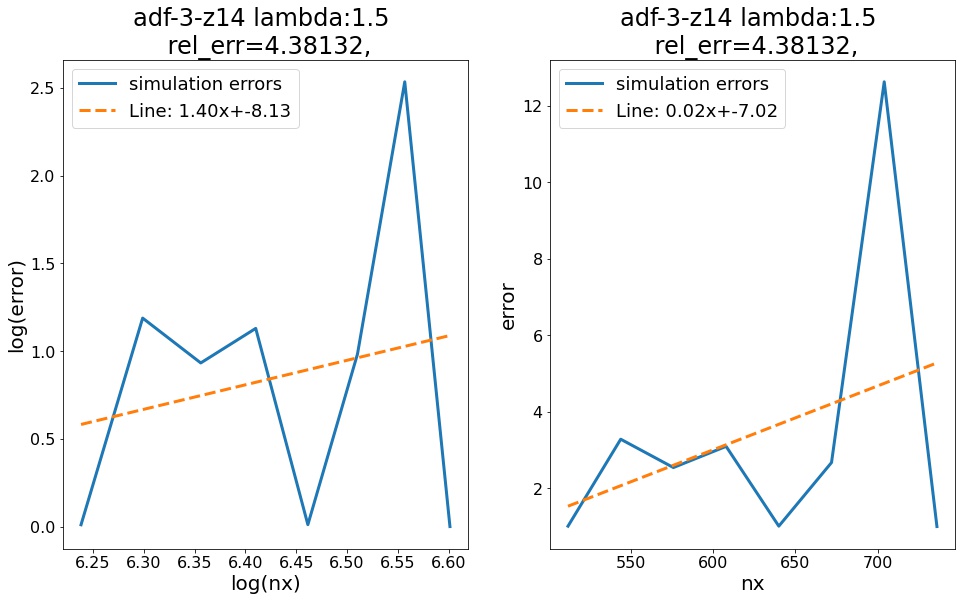 adf-3-z14 lambda:1.5
rel_err=4.38132,
simulation errors
Line: 1.40x+-8.13
log(error)
2.5
2.0
1.5
1.0
0.5
0.0
6.25 6.30 6.35 6.40 6.45 6.50 6.55 6.60
log(nx)
adf-3-z14 lambda:1.5
rel_err=4.38132,
simulation errors
Line: 0.02x+-7.02
error
12
10
8
6
4
2
550 600 650 700
nx